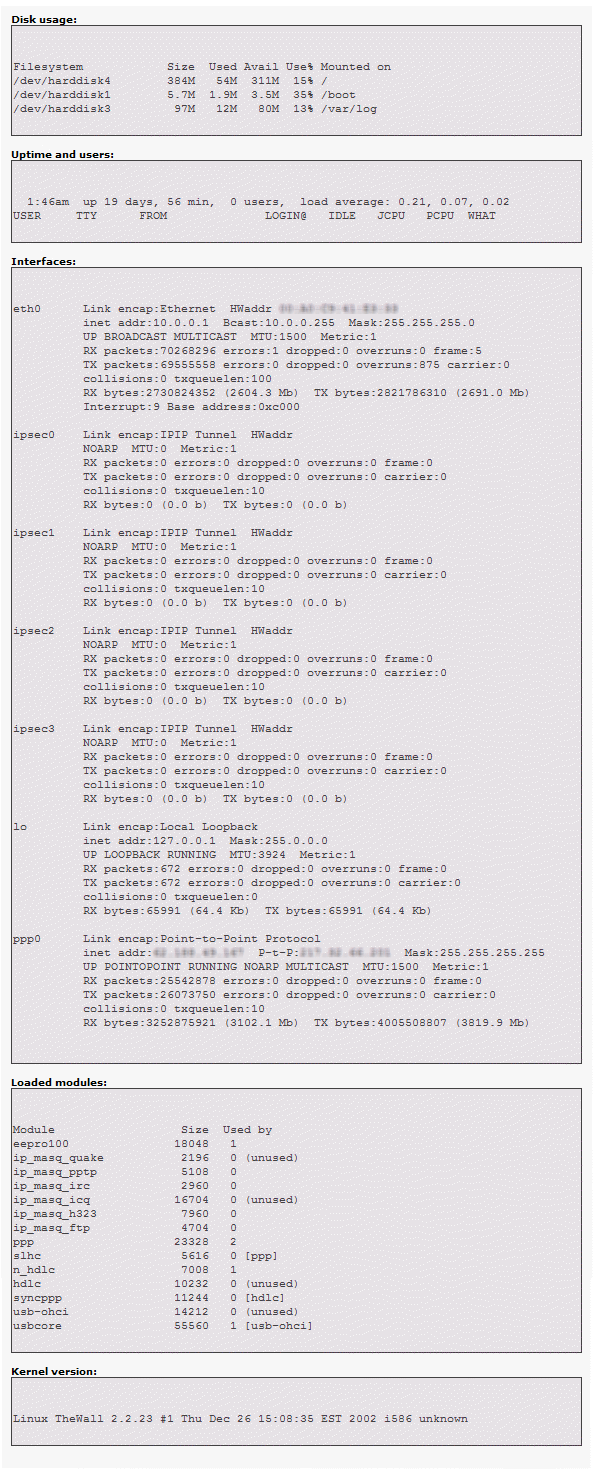 Disk usage:
Filesystem            Size  Used Avail Use% Mounted on
/dev/harddisk4        384M   54M  311M  15% /
/dev/harddisk1        5.7M  1.9M  3.5M  35% /boot
/dev/harddisk3         97M   12M   80M  13% /var/log
Uptime and users:
  1:46am  up 19 days, 56 min,  0 users,  load average: 0.21, 0.07, 0.02
USER     TTY      FROM              LOGIN@   IDLE   JCPU   PCPU  WHAT
Interfaces:
eth0      Link encap:Ethernet  HWaddr
          inet addr:10.0.0.1  Bcast:10.0.0.255  Mask:255.255.255.0
          UP BROADCAST MULTICAST  MTU:1500  Metric:1
          RX packets:70268296 errors:1 dropped:0 overruns:0 frame:5
          TX packets:69555558 errors:0 dropped:0 overruns:875 carrier:0
          collisions:0 txqueuelen:100
          RX bytes:2730824352 (2604.3 Mb)  TX bytes:2821786310 (2691.0 Mb)
          Interrupt:9 Base address:0xc000
ipsec0    Link encap:IPIP Tunnel  HWaddr
          NOARP  MTU:0  Metric:1
          RX packets:0 errors:0 dropped:0 overruns:0 frame:0
          TX packets:0 errors:0 dropped:0 overruns:0 carrier:0
          collisions:0 txqueuelen:10
          RX bytes:0 (0.0 b)  TX bytes:0 (0.0 b)
ipsec1    Link encap:IPIP Tunnel  HWaddr
          NOARP  MTU:0  Metric:1
          RX packets:0 errors:0 dropped:0 overruns:0 frame:0
          TX packets:0 errors:0 dropped:0 overruns:0 carrier:0
          collisions:0 txqueuelen:10
          RX bytes:0 (0.0 b)  TX bytes:0 (0.0 b)
ipsec2    Link encap:IPIP Tunnel  HWaddr
          NOARP  MTU:0  Metric:1
          RX packets:0 errors:0 dropped:0 overruns:0 frame:0
          TX packets:0 errors:0 dropped:0 overruns:0 carrier:0
          collisions:0 txqueuelen:10
          RX bytes:0 (0.0 b)  TX bytes:0 (0.0 b)
ipsec3    Link encap:IPIP Tunnel  HWaddr
          NOARP  MTU:0  Metric:1
          RX packets:0 errors:0 dropped:0 overruns:0 frame:0
          TX packets:0 errors:0 dropped:0 overruns:0 carrier:0
          collisions:0 txqueuelen:10
          RX bytes:0 (0.0 b)  TX bytes:0 (0.0 b)
lo        Link encap:Local Loopback
          inet addr:127.0.0.1  Mask:255.0.0.0
          UP LOOPBACK RUNNING  MTU:3924  Metric:1
          RX packets:672 errors:0 dropped:0 overruns:0 frame:0
          TX packets:672 errors:0 dropped:0 overruns:0 carrier:0
          collisions:0 txqueuelen:0
          RX bytes:65991 (64.4 Kb)  TX bytes:65991 (64.4 Kb)
ppp0      Link encap:Point-to-Point Protocol
          inet addr:  P-t-P:  Mask:255.255.255.255
          UP POINTOPOINT RUNNING NOARP MULTICAST  MTU:1500  Metric:1
          RX packets:25542878 errors:0 dropped:0 overruns:0 frame:0
          TX packets:26073750 errors:0 dropped:0 overruns:0 carrier:0
          collisions:0 txqueuelen:10
          RX bytes:3252875921 (3102.1 Mb)  TX bytes:4005508807 (3819.9 Mb)
Loaded modules:
Module                  Size  Used by
eepro100               18048   1
ip_masq_quake           2196   0 (unused)
ip_masq_pptp            5108   0
ip_masq_irc             2960   0
ip_masq_icq            16704   0 (unused)
ip_masq_h323            7960   0
ip_masq_ftp             4704   0
ppp                    23328   2
slhc                    5616   0 [ppp]
n_hdlc                  7008   1
hdlc                   10232   0 (unused)
syncppp                11244   0 [hdlc]
usb-ohci               14212   0 (unused)
usbcore                55560   1 [usb-ohci]
Kernel version:
Linux TheWall 2.2.23 #1 Thu Dec 26 15:08:35 EST 2002 i586 unknown